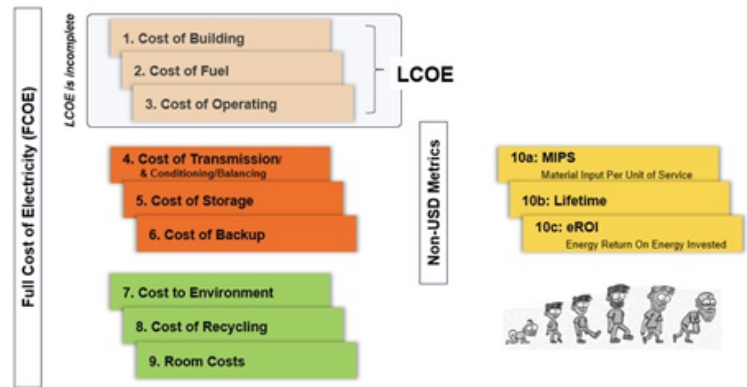 Full Cost of Electricity (FCOE)
LCOE is incomplete
1. Cost of Building
2. Cost of Fuel
3. Cost of Operating
LCOE
4. Cost of Transmission/
& Conditioning/Balancing
5. Cost of Storage
6. Cost of Backup
7. Cost to Environment
8. Cost of Recycling
9. Room Costs
Non-USD Metrics
10a: MIPS
Material Input Per Unit of Service
10b: Lifetime
10c: eROI
Energy Return On Energy Invested